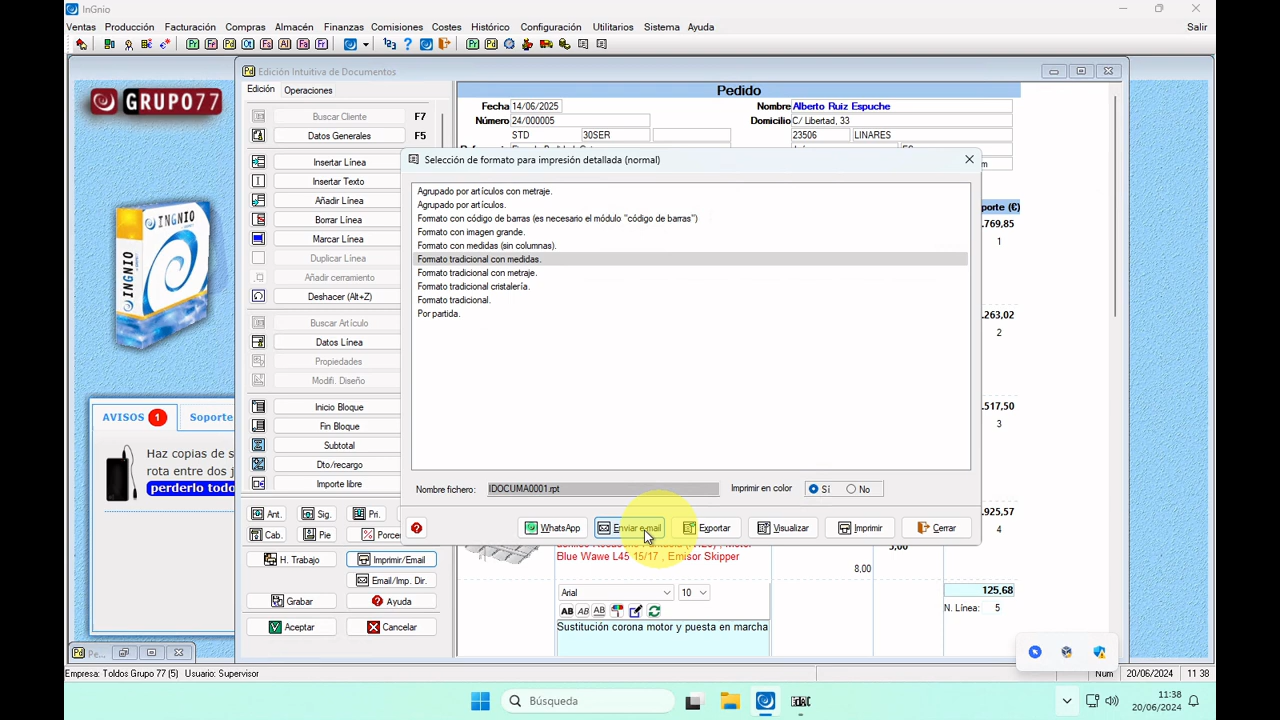 InGnio
Ventas Producción Facturación Compras Almacén Finanzas Comisiones Costes Histórico Configuración Utilitarios Sistema Ayuda Salir
Edición Intuitiva de Documentos
Edición Operaciones
Buscar Cliente F7
Datos Generales F5
Insertar Línea
Insertar Texto
Añadir Línea
Borrar Línea
Marcar Línea
Duplicar Línea
Añadir cerramiento
Deshacer (Alt+Z)
Buscar Artículo
Datos Línea
Propiedades
Modifi. Diseño
Inicio Bloque
Fin Bloque
Subtotal
Dto/recargo
Importe libre
Ant. Sig. Pri.
Cab. Pie Porce
H. Trabajo Imprimir/Email
Email/Imp. Dir.
Grabar Ayuda
Aceptar Cancelar
GRUPO77
INGNIO
INGNIO
AVISOS 1 Soporte
Haz copias de s
rota entre dos j
perderlo todo
Pe...
Pedido
Fecha 14/06/2025 Nombre Alberto Ruiz Espuche
Número 24/000005 Domicilio C/ Libertad, 33
STD 30SER 23506 LINARES
Selección de formato para impresión detallada (normal)
Agrupado por artículos con metraje.
Agrupado por artículos.
Formato con código de barras (es necesario el módulo "código de barras")
Formato con imagen grande.
Formato con medidas (sin columnas).
Formato tradicional con medidas.
Formato tradicional con metraje.
Formato tradicional cristalería.
Formato tradicional.
Por partida.
Nombre fichero: IDOCUMA0001.rpt Imprimir en color Sí No
WhatsApp Enviar e-mail Exportar Visualizar Imprimir Cerrar
porte (€)
.769,85
1
.263,02
2
.517,50
3
.925,57
4
Blue Wawe L45 15/17 , Emisor Skipper
8,00
Arial 10 125,68
N. Línea: 5
Sustitución corona motor y puesta en marcha
Empresa: Toldos Grupo 77 (5) Usuario: Supervisor Num 20/06/2024 11 38
Búsqueda
11:38
20/06/2024